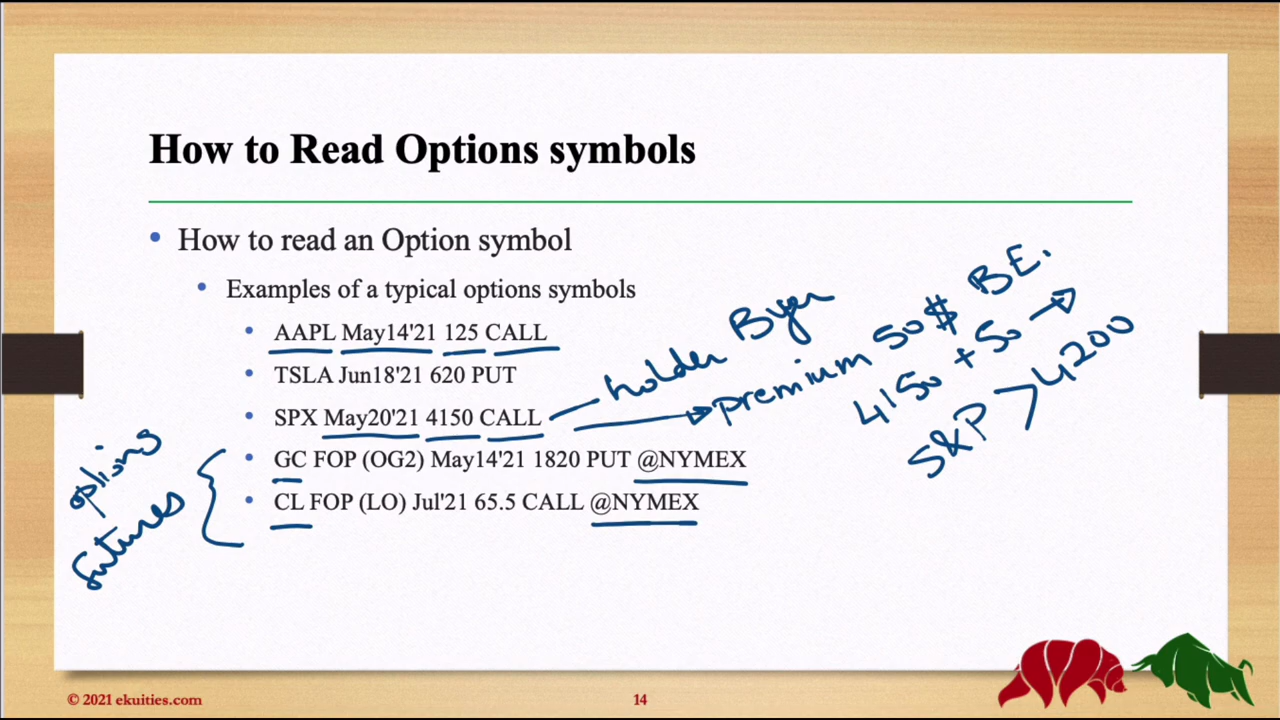 How to Read Options symbols
• How to read an Option symbol
• Examples of a typical options symbols
• AAPL May14'21 125 CALL
• TSLA Jun18'21 620 PUT
• SPX May20'21 4150 CALL
• GC FOP (OG2) May14'21 1820 PUT @NYMEX
• CL FOP (LO) Jul'21 65.5 CALL @NYMEX
holder Byer
premium 50$ BE.
4150 + 50 →
S&P > 4200
options
futures
© 2021 ekuities.com
14